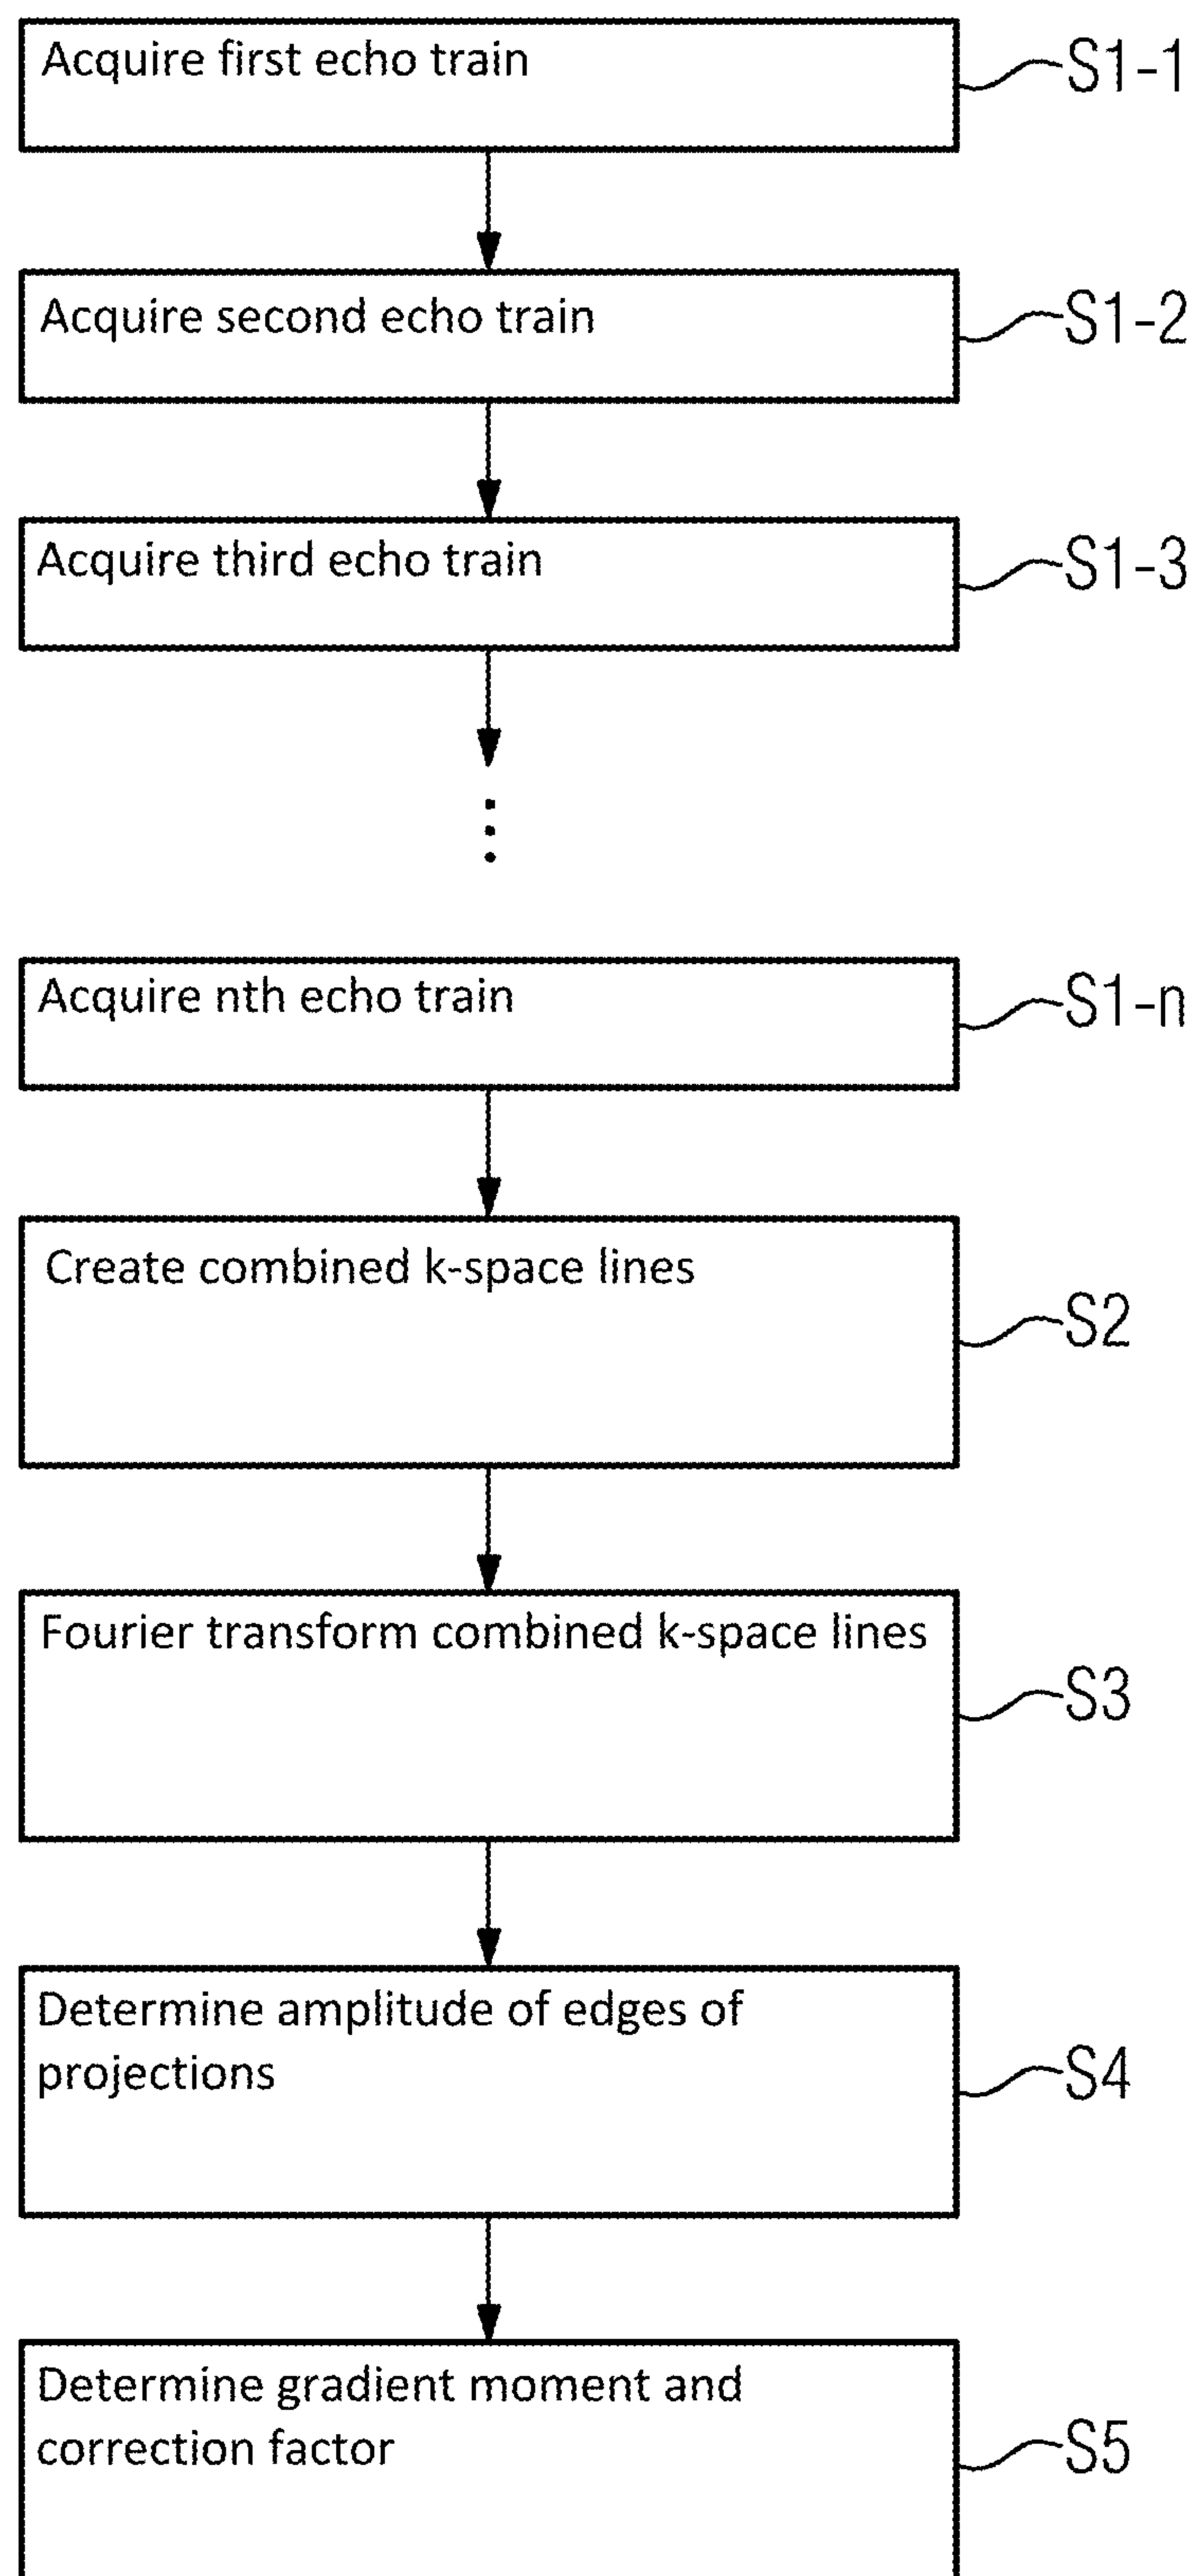 Acquire first echo train
S1-1
Acquire second echo train
S1-2
Acquire third echo train
S1-3
Acquire nth echo train
S1-n
Create combined k-space lines
S2
Fourier transform combined k-space lines
S3
Determine amplitude of edges of
projections
S4
Determine gradient moment and
correction factor
S5